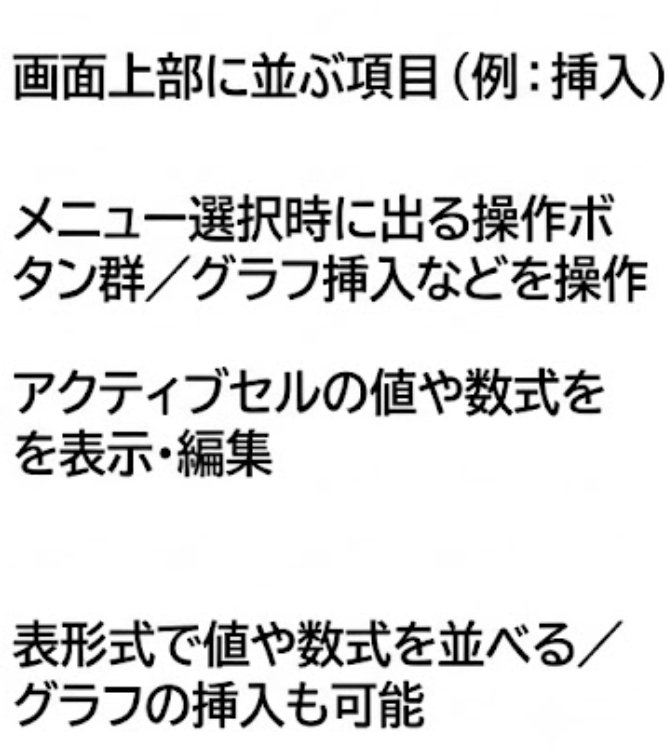 画面上部に並ぶ項目（例：挿入）
メニュー選択時に出る操作ボ
タン群／グラフ挿入などを操作
アクティブセルの値や数式を
を表示・編集
表形式で値や数式を並べる／
グラフの挿入も可能